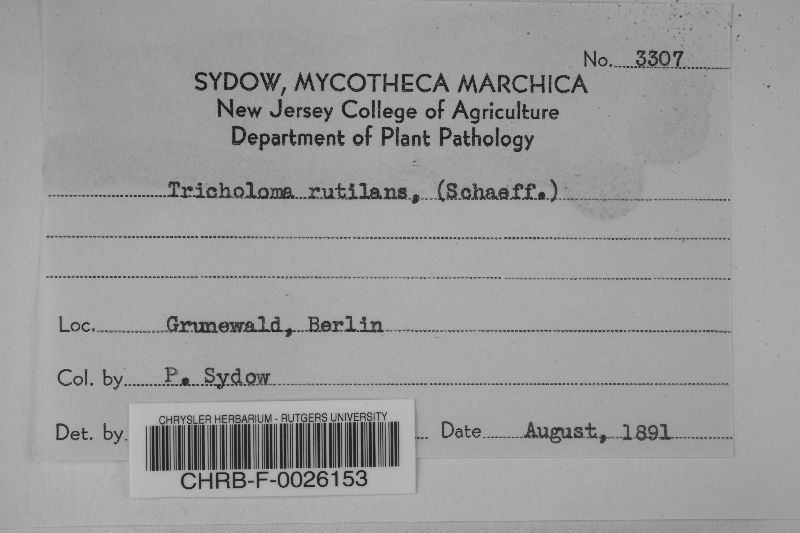 No. 3307
SYDOW, MYCOTHECA MARCHICA
New Jersey College of Agriculture
Department of Plant Pathology
Tricholoma rutilans, (Schaeff.)
Loc. Grunewald, Berlin
Col. by P. Sydow
Det. by. Date August, 1891
CHRYSLER HERBARIUM - RUTGERS UNIVERSITY
CHRB-F-0026153